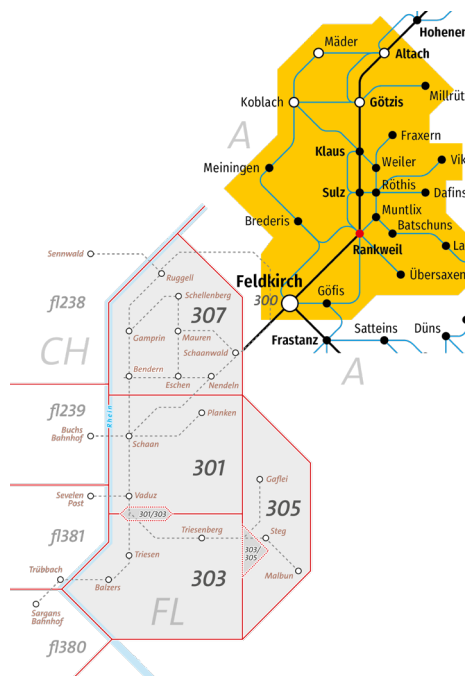 Hohener
Mäder
Altach
Millrüt
Koblach
Götzis
A
Fraxern
Klaus
Weiler
Vik
Meiningen
Röthis
Sulz
Dafins
Muntlix
Brederis
Batschuns
La
Rankweil
Sennwald
Ruggell
Übersaxen
Feldkirch
300
Göfis
fl238
Schellenberg
307
Frastanz
Satteins
Düns
Gamprin
Mauren
Schaanwald
CH
A
Bendern
Eschen
Nendeln
fl239
Rhein
Planken
Buchs
Bahnhof
Schaan
301
Gaflei
Sevelen
Post
Vaduz
305
301/303
fl381
Triesenberg
Steg
303/
305
Triesen
Trübbach
Malbun
303
Balzers
FL
Sargans
Bahnhof
fl380